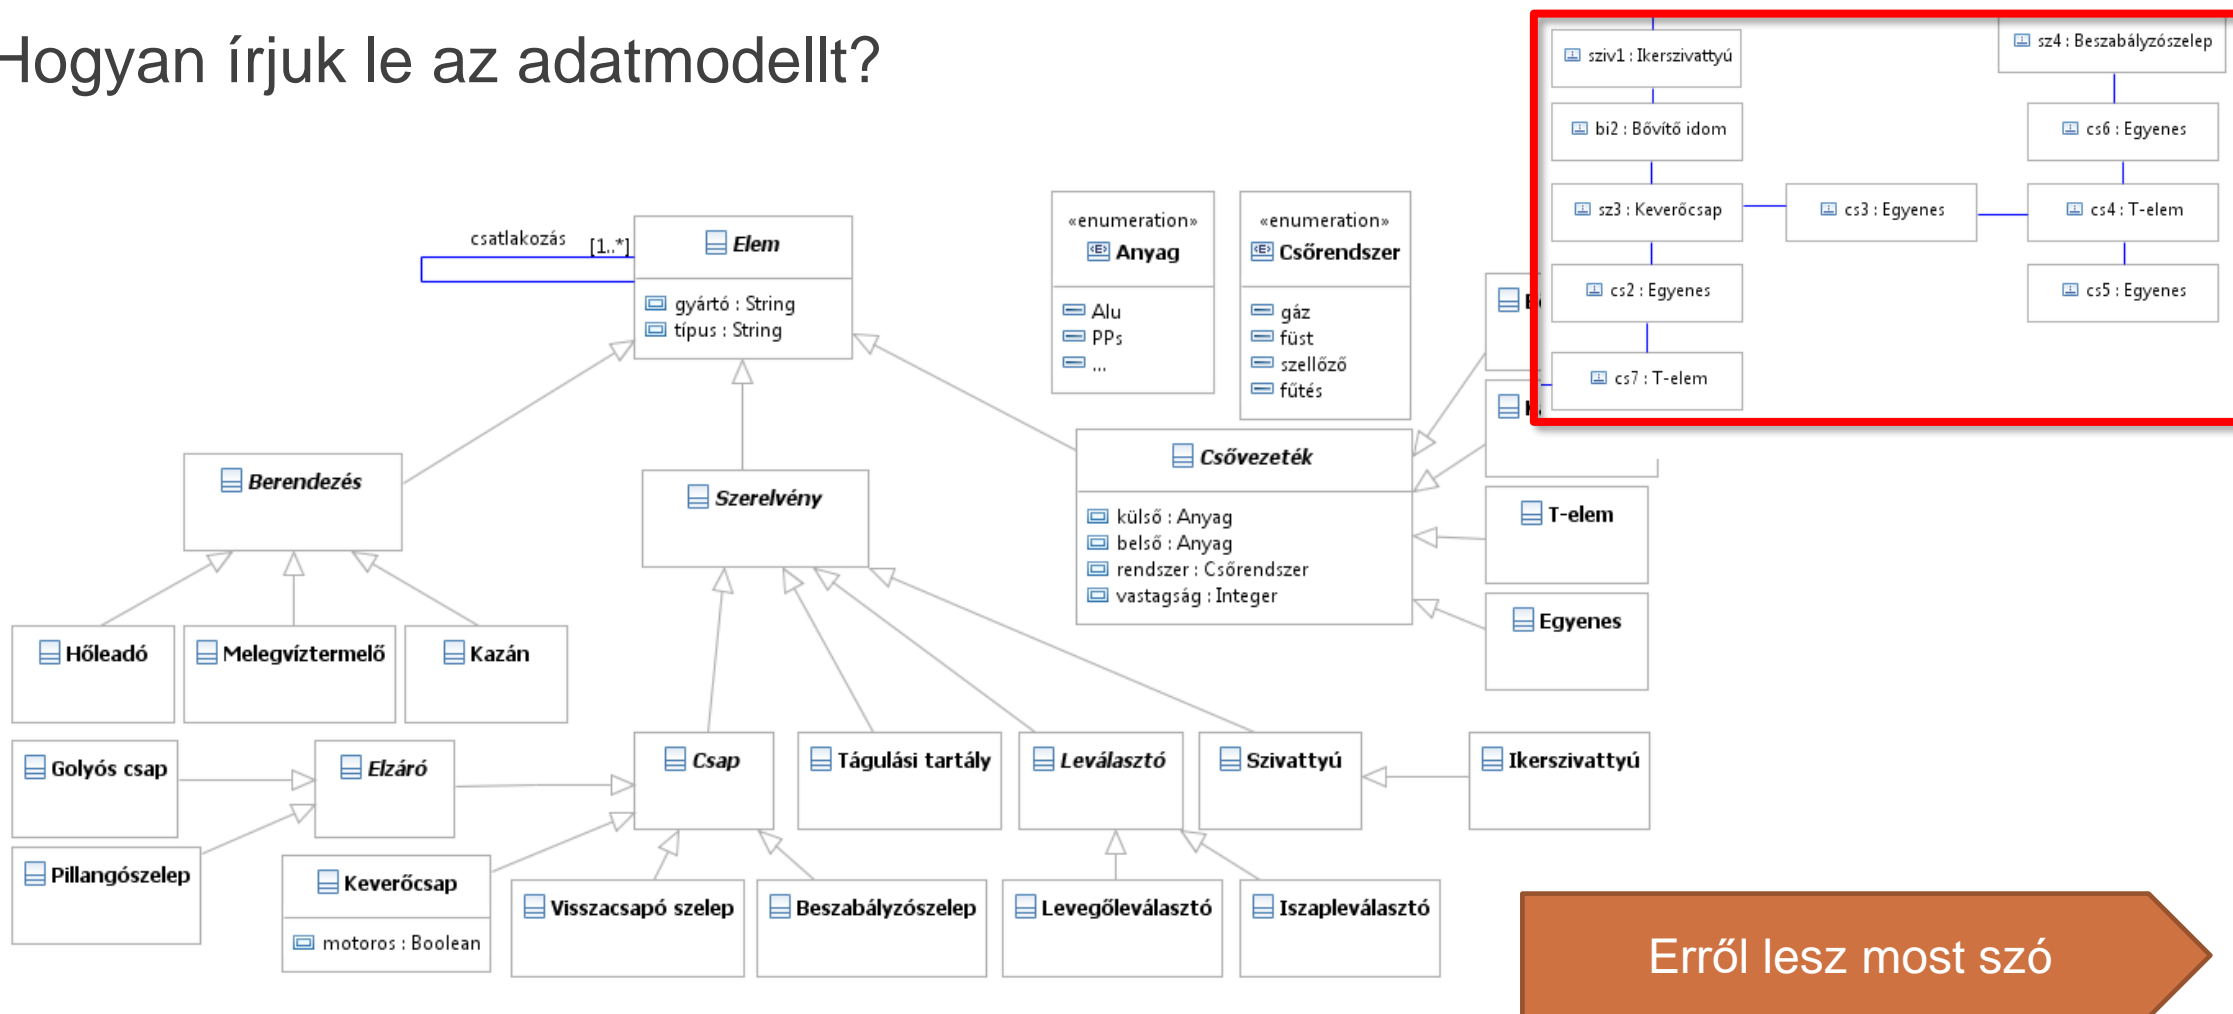 Hogyan írjuk le az adatmodellt?
sziv1 : Ikerszivattyú
sz4 : Beszabályzószelep
bi2 : Bővítő idom
cs6 : Egyenes
sz3 : Keverőcsap
cs3 : Egyenes
cs4 : T-elem
cs2 : Egyenes
cs5 : Egyenes
cs7 : T-elem
csatlakozás
[1..*]
Elem
gyártó : String
típus : String
«enumeration»
Anyag
Alu
PPs
...
«enumeration»
Csőrendszer
gáz
füst
szellőző
fűtés
Berendezés
Szerelvény
Csővezeték
külső : Anyag
belső : Anyag
rendszer : Csőrendszer
vastagság : Integer
T-elem
Egyenes
Hőleadó
Melegvíztermelő
Kazán
Golyós csap
Elzáró
Csap
Tágulási tartály
Leválasztó
Szivattyú
Ikerszivattyú
Pillangószelep
Keverőcsap
motoros : Boolean
Visszacsapó szelep
Beszabályzószelep
Levegőleválasztó
Iszapleválasztó
Erről lesz most szó